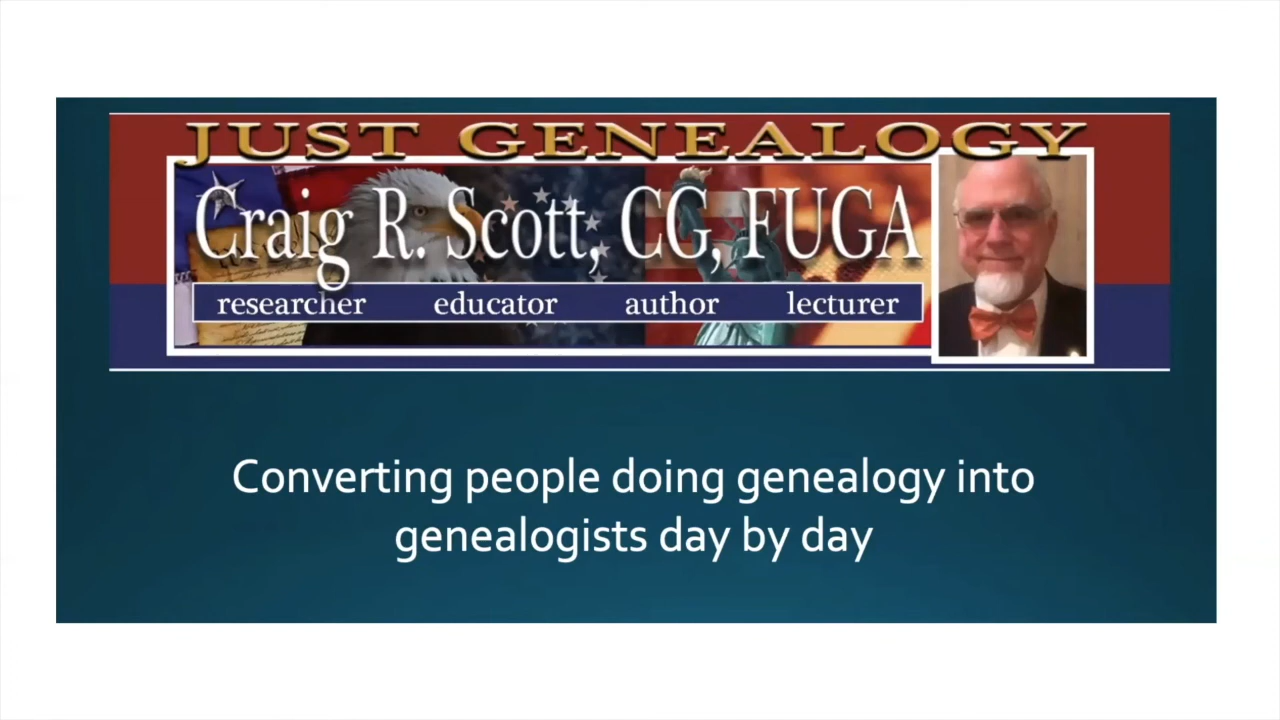 JUST GENEALOGY
Craig R. Scott, CG, FUGA
researcher educator author lecturer
Converting people doing genealogy into
genealogists day by day